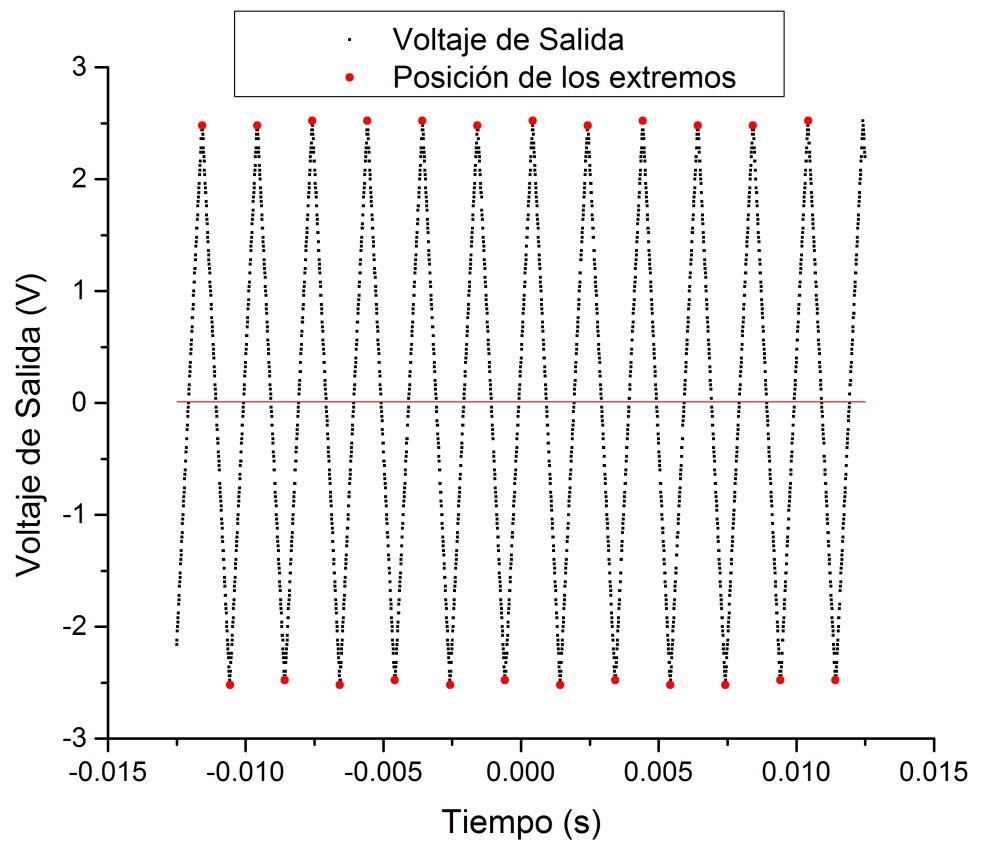 Voltaje de Salida
Posición de los extremos
3
2
1
0
-1
-2
-3
Voltaje de Salida (V)
-0.015 -0.010 -0.005 0.000 0.005 0.010 0.015
Tiempo (s)